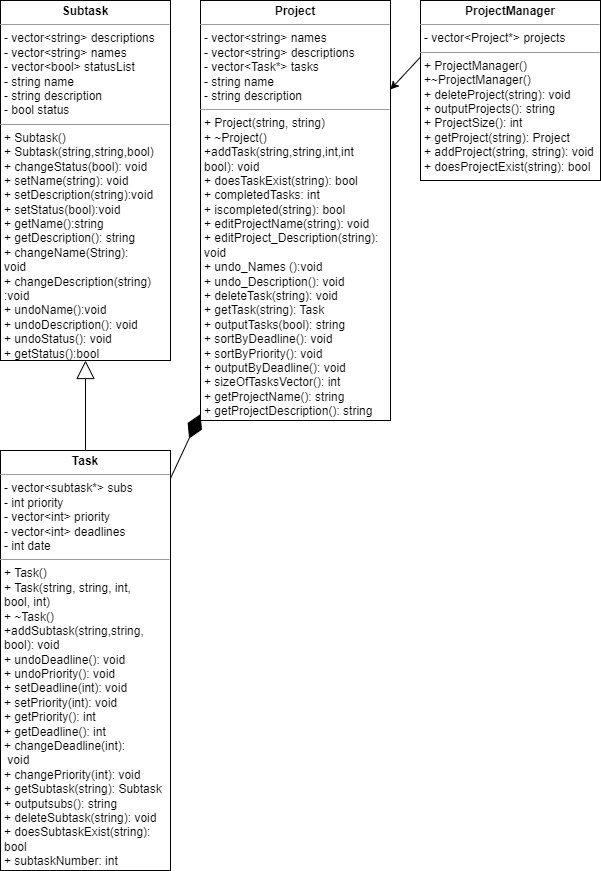 Subtask
- vector<string> descriptions
- vector<string> names
- vector<bool> statusList
- string name
- string description
- bool status
+ Subtask()
+ Subtask(string,string,bool)
+ changeStatus(bool): void
+ setName(string): void
+ setDescription(string):void
+ setStatus(bool):void
+ getName():string
+ getDescription(): string
+ changeName(String):
void
+ changeDescription(string)
:void
+ undoName():void
+ undoDescription(): void
+ undoStatus(): void
+ getStatus():bool
Project
- vector<string> names
- vector<string> descriptions
- vector<Task*> tasks
- string name
- string description
+ Project(string, string)
+ ~Project()
+addTask(string,string,int,int
bool): void
+ doesTaskExist(string): bool
+ completedTasks: int
+ iscompleted(string): bool
+ editProjectName(string): void
+ editProject_Description(string):
void
+ undo_Names ():void
+ undo_Description(): void
+ deleteTask(string): void
+ getTask(string): Task
+ outputTasks(bool): string
+ sortByDeadline(): void
+ sortByPriority(): void
+ outputByDeadline(): void
+ sizeOfTasksVector(): int
+ getProjectName(): string
+ getProjectDescription(): string
ProjectManager
- vector<Project*> projects
+ ProjectManager()
+~ProjectManager()
+ deleteProject(string): void
+ outputProjects(): string
+ ProjectSize(): int
+ getProject(string): Project
+ addProject(string, string): void
+ doesProjectExist(string): bool
Task
- vector<subtask*> subs
- int priority
- vector<int> priority
- vector<int> deadlines
- int date
+ Task()
+ Task(string, string, int,
bool, int)
+ ~Task()
+addSubtask(string,string,
bool): void
+ undoDeadline(): void
+ undoPriority(): void
+ setDeadline(int): void
+ setPriority(int): void
+ getPriority(): int
+ getDeadline(): int
+ changeDeadline(int):
void
+ changePriority(int): void
+ getSubtask(string): Subtask
+ outputsubs(): string
+ deleteSubtask(string): void
+ doesSubtaskExist(string):
bool
+ subtaskNumber: int